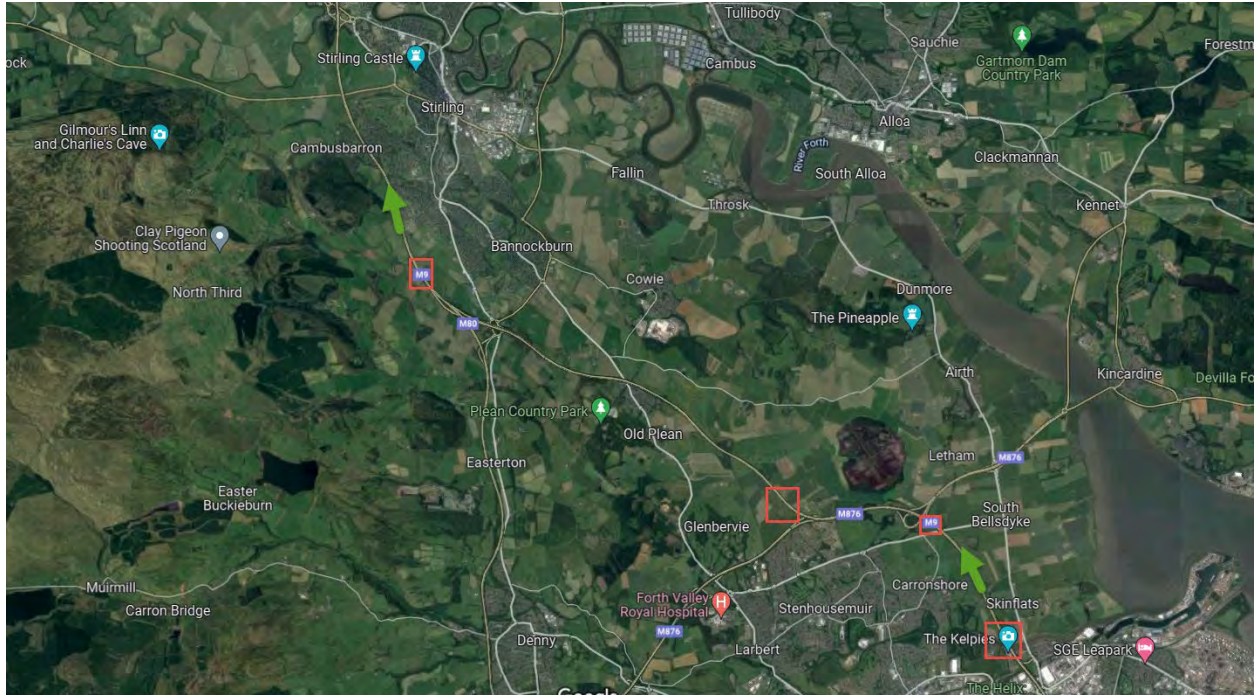 Tullibody
Sauchie
Forestm
Gartmorn Dam
Country Park
Stirling Castle
Cambus
ock
Stirling
Alloa
Gilmour's Linn
and Charlie's Cave
Cambusbarron
River Forth
Clackmannan
Fallin
South Alloa
Throsk
Kennet
Clay Pigeon
Shooting Scotland
Bannockburn
M9
North Third
Cowie
Dunmore
The Pineapple
M80
Airth
Kincardine
Devilla Fo
Plean Country Park
Old Plean
Easterton
Letham
M876
Easter
Buckieburn
South
Bellsdyke
M876
M9
Glenbervie
Muirmill
Carronshore
Carron Bridge
Forth Valley
Royal Hospital
H
Stenhousemuir
Skinflats
M876
Denny
Larbert
The Kelpies
SGE Leapark
The Helix
Google